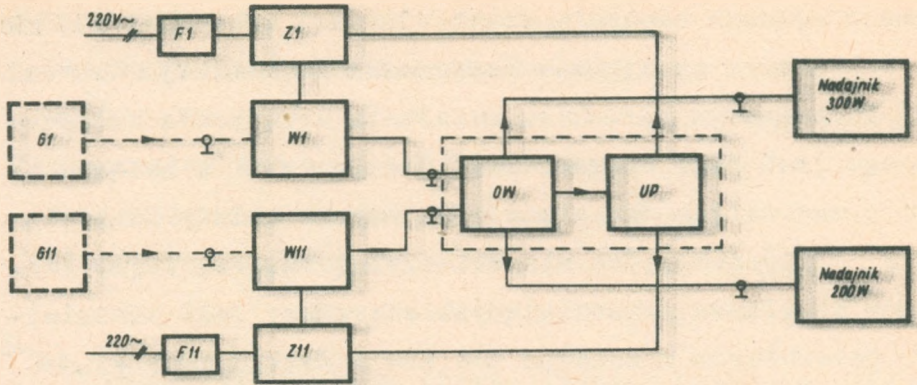 220V~
F1
Z1
G1
W1
Nadajnik
300W
OW
UP
G11
W11
Nadajnik
200W
220~
F11
Z11